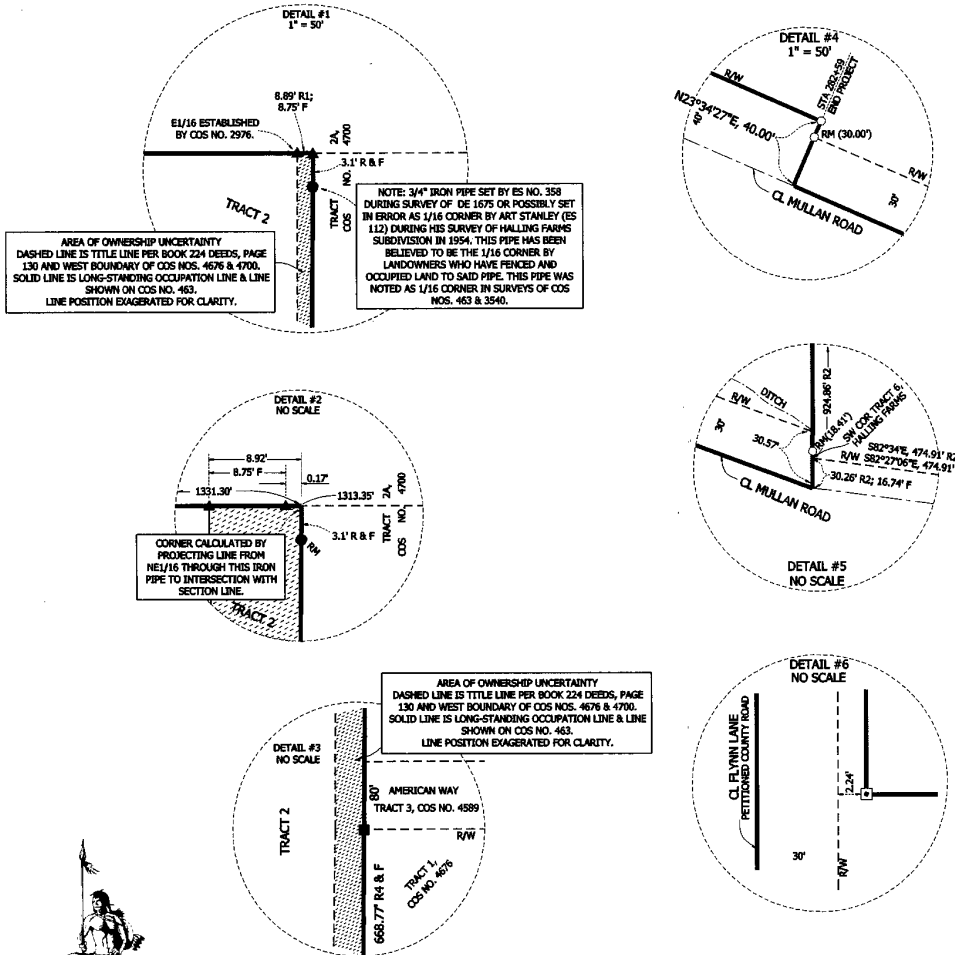 DETAIL #1
1" = 50'
8.89' R1;
8.75' F
E1/16 ESTABLISHED
BY COS NO. 2976.
2A,
4700
3.1' R & F
TRACT
COS NO.
TRACT 2
AREA OF OWNERSHIP UNCERTAINTY
DASHED LINE IS TITLE LINE PER BOOK 224 DEEDS, PAGE
130 AND WEST BOUNDARY OF COS NOS. 4676 & 4700.
SOLID LINE IS LONG-STANDING OCCUPATION LINE & LINE
SHOWN ON COS NO. 463.
LINE POSITION EXAGERATED FOR CLARITY.
NOTE: 3/4" IRON PIPE SET BY ES NO. 358
DURING SURVEY OF DE 1675 OR POSSIBLY SET
IN ERROR AS 1/16 CORNER BY ART STANLEY (ES
112) DURING HIS SURVEY OF HALLING FARMS
SUBDIVISION IN 1954. THIS PIPE HAS BEEN
BELIEVED TO BE THE 1/16 CORNER BY
LANDOWNERS WHO HAVE FENCED AND
OCCUPIED LAND TO SAID PIPE. THIS PIPE WAS
NOTED AS 1/16 CORNER IN SURVEYS OF COS
NOS. 463 & 3540.
DETAIL #4
1" = 50'
R/W
STA 282+59
END PROJECT
N23°34'27"E, 40.00'
40'
RM (30.00')
R/W
30'
CL MULLAN ROAD
DETAIL #2
NO SCALE
8.92'
8.75' F
0.17'
1331.30'
1313.35'
2A,
4700
TRACT
COS NO.
3.1' R & F
RM
CORNER CALCULATED BY
PROJECTING LINE FROM
NE1/16 THROUGH THIS IRON
PIPE TO INTERSECTION WITH
SECTION LINE.
TRACT 2
924.86' R2
DITCH
R/W
30'
30.57'
RM(18.41')
SW COR TRACT 6,
HALLING FARMS
S82°34'E, 474.91' R2
R/W S82°27'06"E, 474.91'
30.26' R2; 16.74' F
CL MULLAN ROAD
DETAIL #5
NO SCALE
AREA OF OWNERSHIP UNCERTAINTY
DASHED LINE IS TITLE LINE PER BOOK 224 DEEDS, PAGE
130 AND WEST BOUNDARY OF COS NOS. 4676 & 4700.
SOLID LINE IS LONG-STANDING OCCUPATION LINE & LINE
SHOWN ON COS NO. 463.
LINE POSITION EXAGERATED FOR CLARITY.
DETAIL #3
NO SCALE
TRACT 2
80'
AMERICAN WAY
TRACT 3, COS NO. 4589
R/W
TRACT 1,
COS NO. 4676
668.77' R4 & F
DETAIL #6
NO SCALE
CL FLYNN LANE
PETITIONED COUNTY ROAD
2.24'
30'
R/W